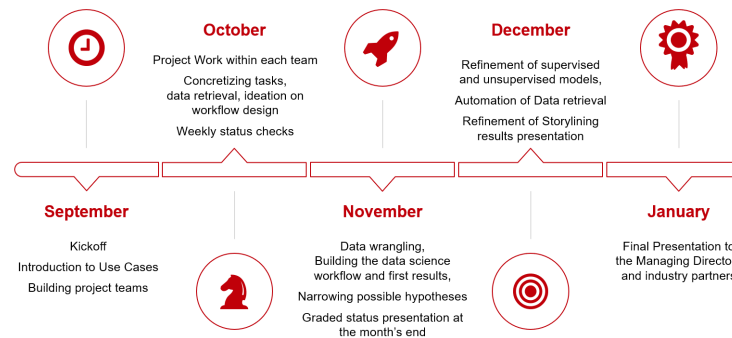 October
Project Work within each team
Concretizing tasks,
data retrieval, ideation on
workflow design
Weekly status checks
December
Refinement of supervised
and unsupervised models,
Automation of Data retrieval
Refinement of Storylining
results presentation
September
Kickoff
Introduction to Use Cases
Building project teams
November
Data wrangling,
Building the data science
workflow and first results,
Narrowing possible hypotheses
Graded status presentation at
the month's end
January
Final Presentation to
the Managing Directo
and industry partners